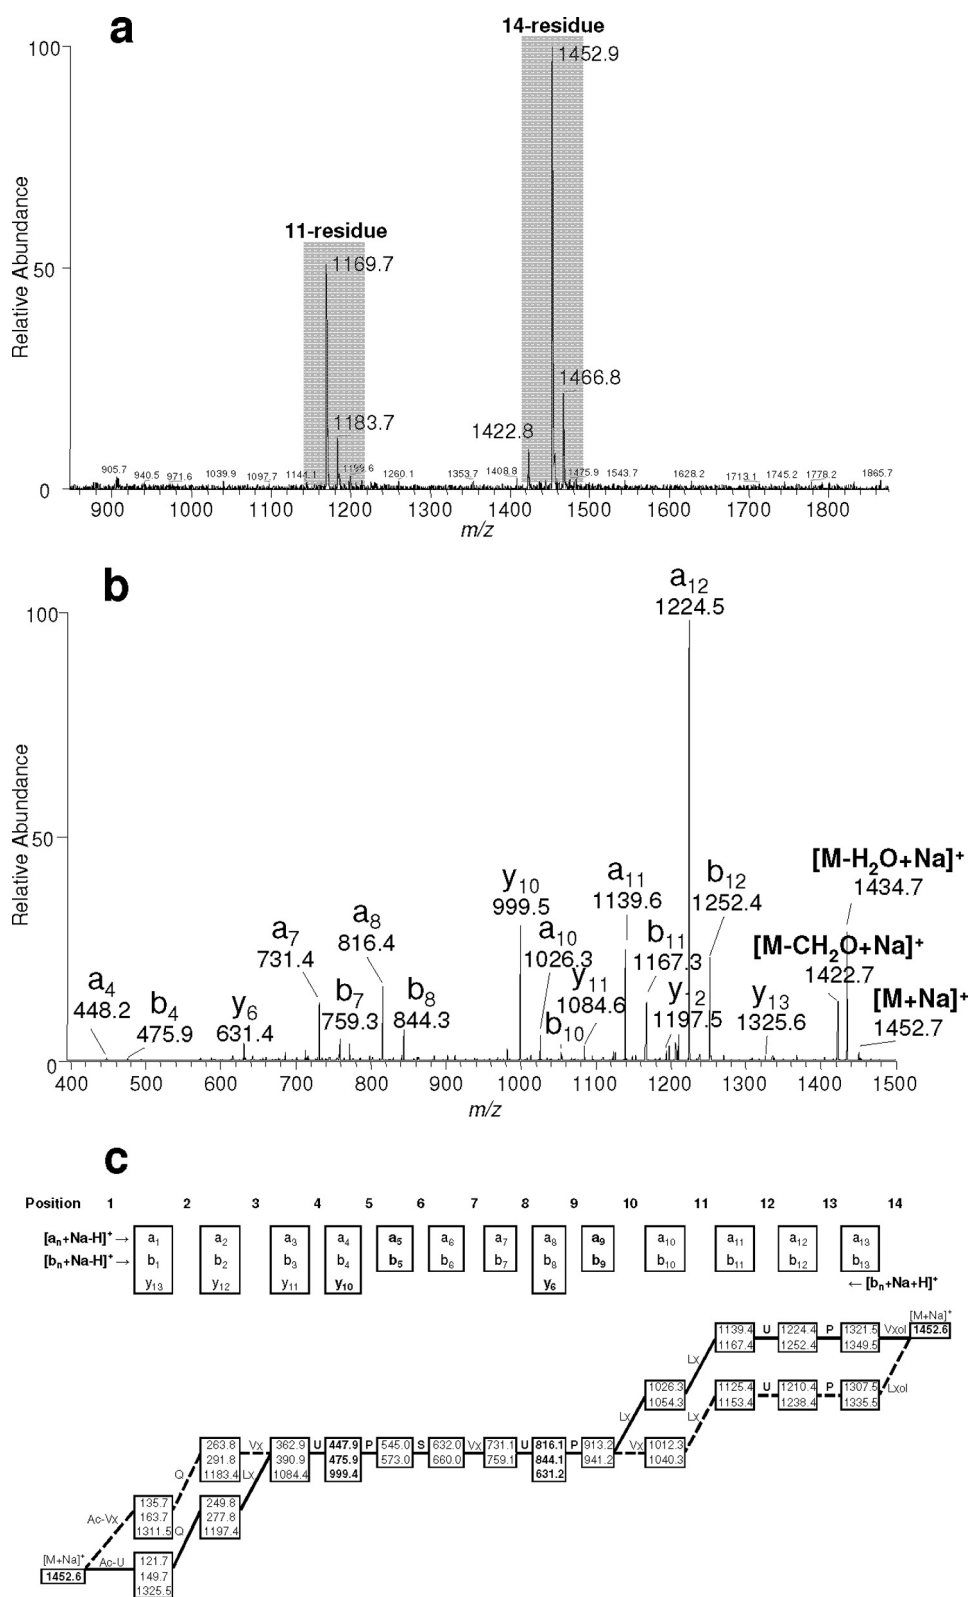 a
14-residue
1452.9
11-residue
1169.7
1183.7
1422.8
1466.8
905.7 940.5 971.6 1039.9 1097.7 1144.1 1199.6 1260.1 1353.7 1408.8 1475.9 1543.7 1628.2 1713.1 1745.2 1778.2 1865.7
Relative Abundance
100
50
0
900 1000 1100 1200 1300 1400 1500 1600 1700 1800
m/z
b
a12
1224.5
[M-H2O+Na]+
1434.7
a11
1139.6
b12
1252.4
y10
999.5
a8
816.4
a7
731.4
a10
1026.3
b11
1167.3
[M-CH2O+Na]+
1422.7
a4
448.2
b4
475.9
y6
631.4
b7
759.3
b8
844.3
b10
y11
1084.6
y12
1197.5
y13
1325.6
[M+Na]+
1452.7
Relative Abundance
100
50
0
400 500 600 700 800 900 1000 1100 1200 1300 1400 1500
m/z
c
Position 1 2 3 4 5 6 7 8 9 10 11 12 13 14
[an+Na-H]+ → a1 a2 a3 a4 a5 a6 a7 a8 a9 a10 a11 a12 a13
[bn+Na-H]+ → b1 b2 b3 b4 b5 b6 b7 b8 b9 b10 b11 b12 b13
y13 y12 y11 y10 y6 ← [bn+Na+H]+
[M+Na]+
1139.4 U 1224.4 P 1321.5 Vxol 1452.6
1167.4 1252.4 1349.5
Lx
1026.3 1125.4 U 1210.4 P 1307.5 Lxol
1054.3 Lx 1153.4 1238.4 1335.5
Lx
263.8 Vx 362.9 U 447.9 P 545.0 S 632.0 Vx 731.1 U 816.1 P 913.2 Vx 1012.3
291.8 390.9 475.9 573.0 660.0 759.1 844.1 941.2 1040.3
1183.4 1084.4 999.4 631.2
Q Lx
135.7 249.8
163.7 277.8
1311.5 Q 1197.4
Ac-Vx
[M+Na]+ Ac-U 121.7
1452.6 149.7
1325.5